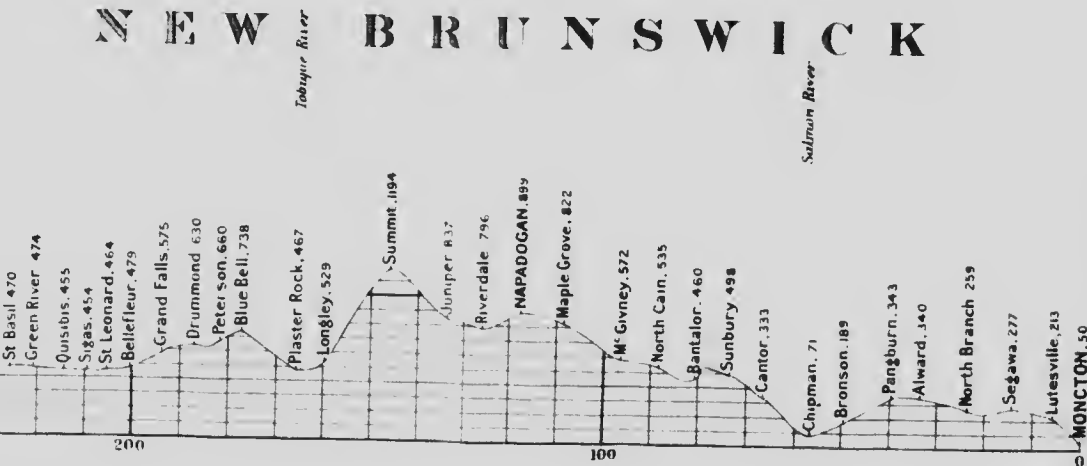 NEW BRUNSWICK
Tobique River
Salmon River
St Basil 470
Green River 474
Quisibis. 455
Sigas. 454
St Leonard. 464
Bellefleur. 479
Grand Falls. 575
Drummond 630
Peterson. 660
Blue Bell. 738
Plaster Rock. 467
Longley. 529
Summit. 1194
Juniper 837
Riverdale 796
NAPADOGAN. 899
Maple Grove. 822
Mc Givney. 572
North Cain. 535
Bantalor. 460
Sunbury 498
Cantor. 333
Chipman. 71
Bronson. 189
Pangburn. 343
Alward. 340
North Branch 259
Segawa. 277
Lutesville. 213
MONCTON. 50
200
100
0